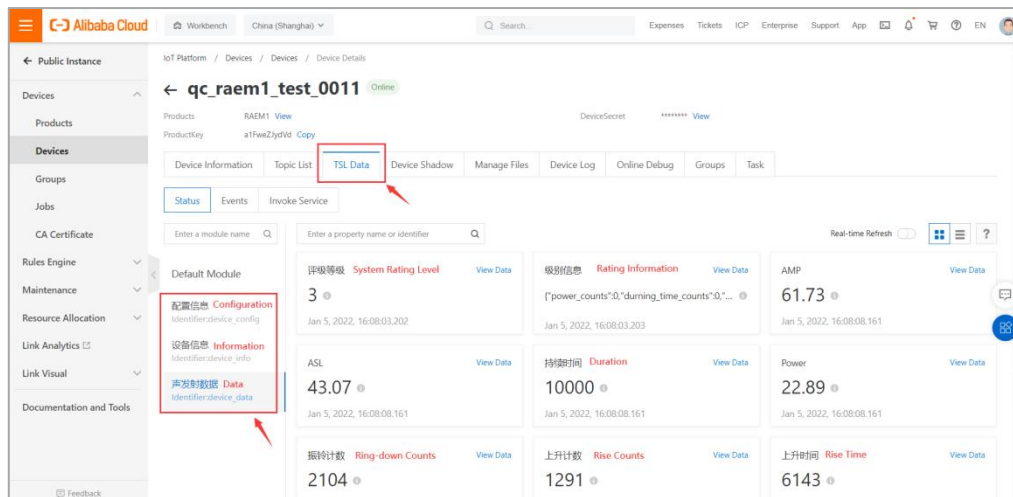 Alibaba Cloud
Workbench
China (Shanghai)
Search...
Expenses Tickets ICP Enterprise Support App EN
Public Instance
Devices
Products
Devices
Groups
Jobs
CA Certificate
Rules Engine
Maintenance
Resource Allocation
Link Analytics
Link Visual
Documentation and Tools
Feedback
IoT Platform / Devices / Devices / Device Details
qc_raem1_test_0011 Online
Products RAEM1 View
DeviceSecret ******** View
ProductKey a1FweZJydVd Copy
Device Information Topic List TSL Data Device Shadow Manage Files Device Log Online Debug Groups Task
Status Events Invoke Service
Enter a module name
Enter a property name or identifier
Real-time Refresh
?
Default Module
配置信息 Configuration
Identifier:device_config
设备信息 Information
Identifier:device_info
声发射数据 Data
Identifier:device_data
评级等级 System Rating Level View Data
3
Jan 5, 2022, 16:08:03.202
级别信息 Rating Information View Data
{"power_counts":0,"durning_time_counts":0,"...
Jan 5, 2022, 16:08:03.203
AMP View Data
61.73
Jan 5, 2022, 16:08:08.161
ASL View Data
43.07
Jan 5, 2022, 16:08:08.161
持续时间 Duration View Data
10000
Jan 5, 2022, 16:08:08.161
Power View Data
22.89
Jan 5, 2022, 16:08:08.161
振铃计数 Ring-down Counts View Data
2104
上升计数 Rise Counts View Data
1291
上升时间 Rise Time View Data
6143